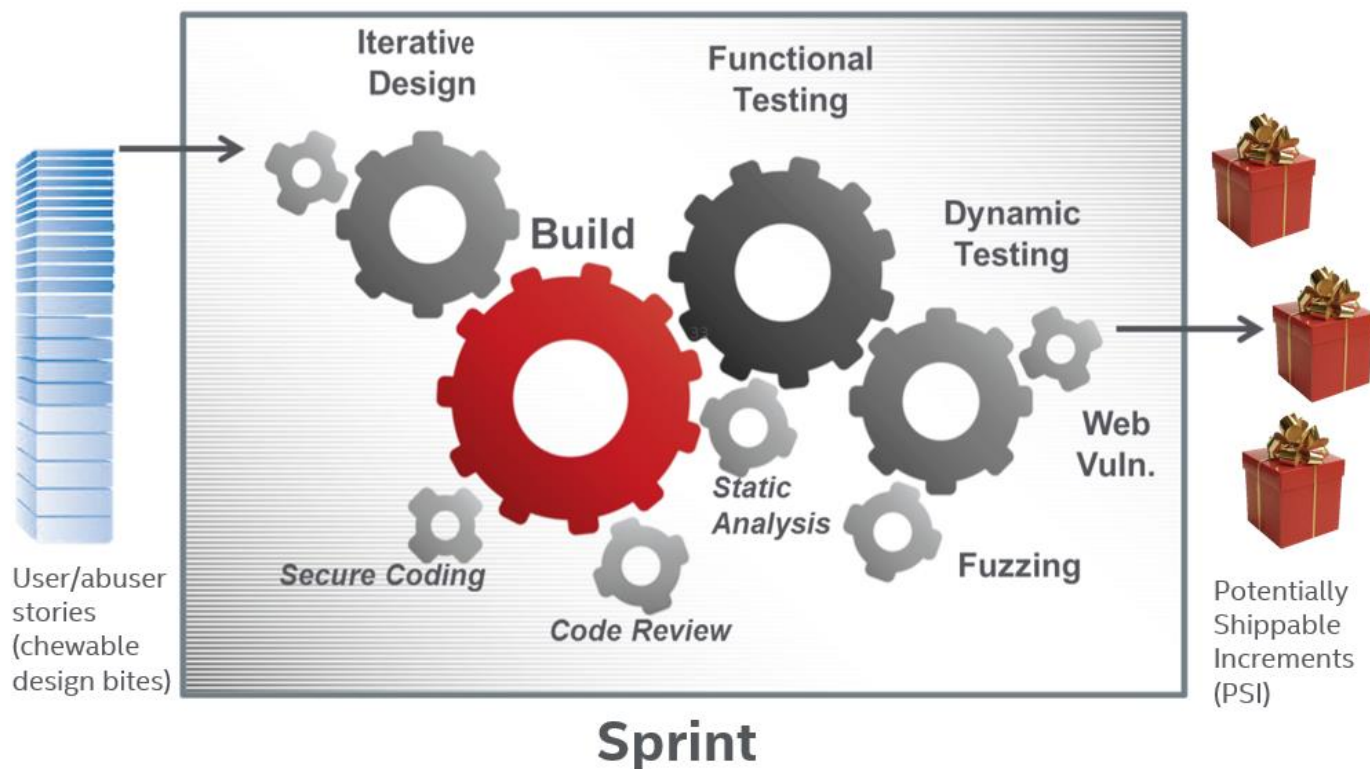 Iterative
Design
Functional
Testing
Build
Dynamic
Testing
33
Web
Vuln.
Static
Analysis
Secure Coding
Fuzzing
Code Review
User/abuser
stories
(chewable
design bites)
Potentially
Shippable
Increments
(PSI)
Sprint